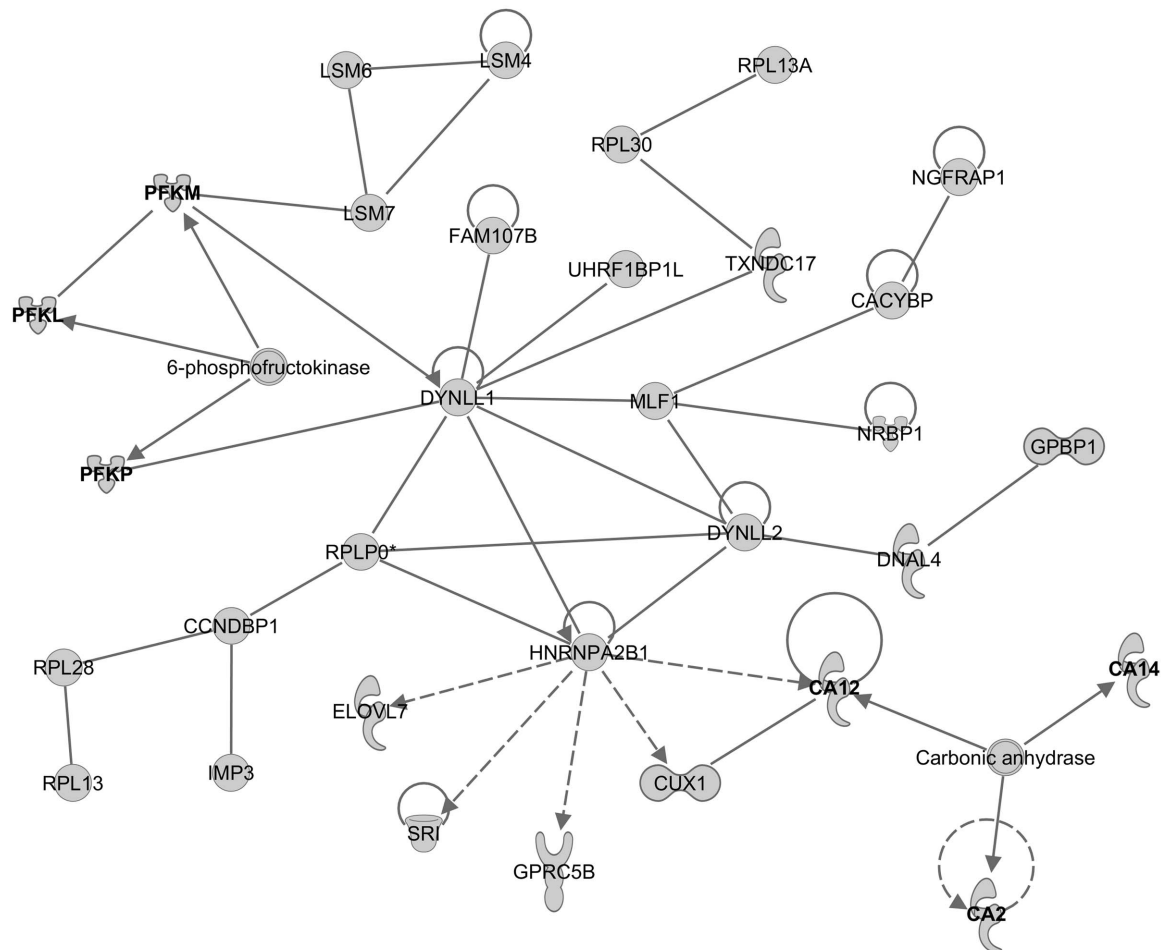 LSM6
LSM4
RPL13A
RPL30
NGFRAP1
PFKM
LSM7
FAM107B
UHRF1BP1L
TXNDC17
CACYBP
PFKL
6-phosphofructokinase
DYNLL1
MLF1
NRBP1
GPBP1
PFKP
RPLP0*
DYNLL2
DNAL4
CCNDBP1
HNRNPA2B1
RPL28
CA12
CA14
ELOVL7
Carbonic anhydrase
RPL13
IMP3
CUX1
SRI
GPRC5B
CA2